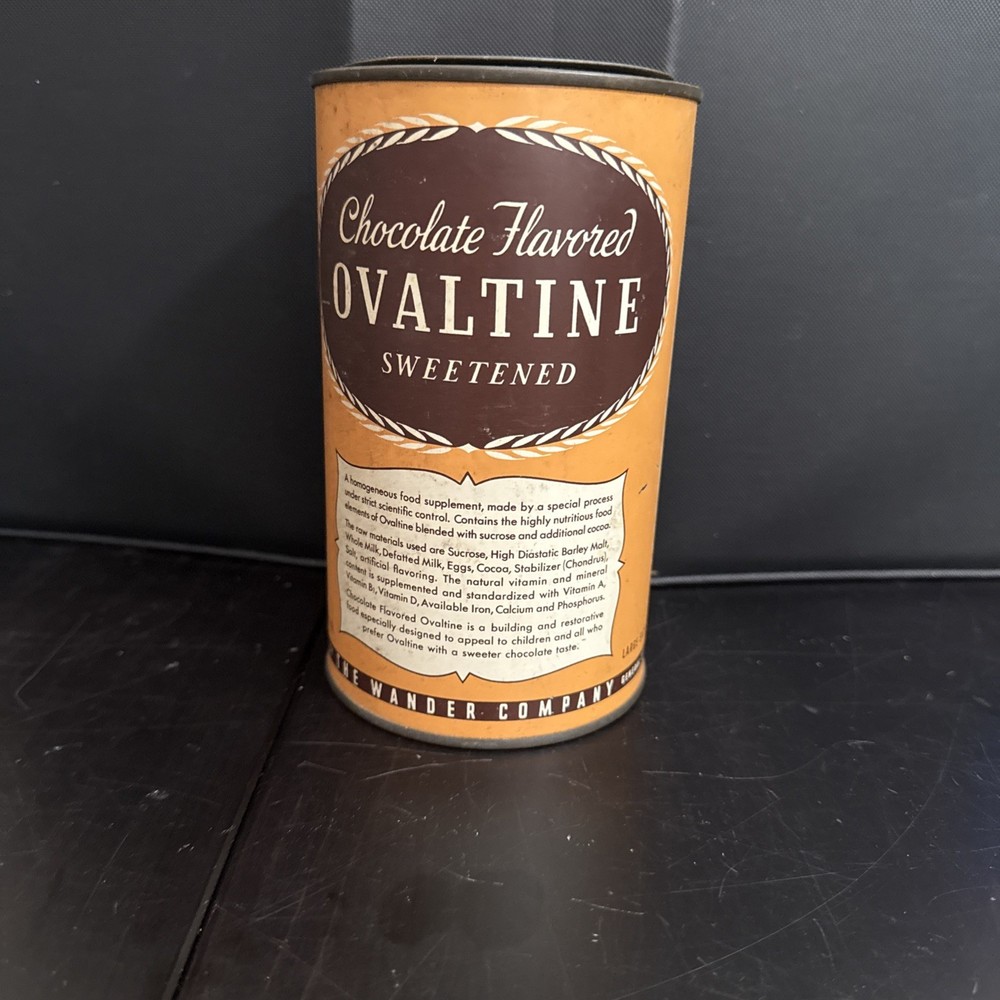 Chocolate Flavored
OVALTINE
SWEETENED
A homogeneous food supplement, made by a special process
under strict scientific control. Contains the highly nutritious food
elements of Ovaltine blended with sucrose and additional cocoa.
The raw materials used are Sucrose, High Diastatic Barley Malt,
Whole Milk, Defatted Milk, Eggs, Cocoa, Stabilizer (Chondrus),
Salt, artificial flavoring. The natural vitamin and mineral
content is supplemented and standardized with Vitamin A,
Vitamin B₁, Vitamin D, Available Iron, Calcium and Phosphorus.
Chocolate Flavored Ovaltine is a building and restorative
food especially designed to appeal to children and all who
prefer Ovaltine with a sweeter chocolate taste.
THE WANDER COMPANY